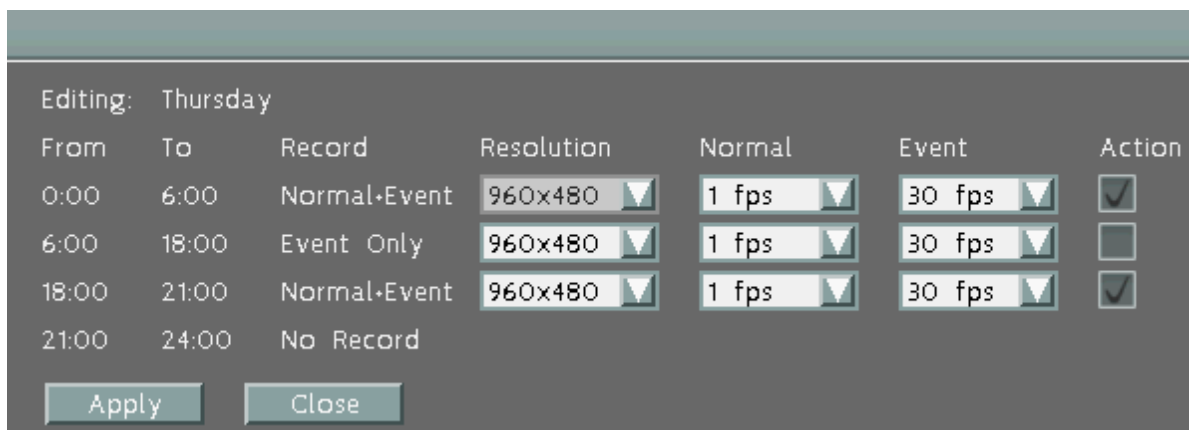 Editing: Thursday
From To Record Resolution Normal Event Action
0:00 6:00 Normal+Event 960x480 1 fps 30 fps
6:00 18:00 Event Only 960x480 1 fps 30 fps
18:00 21:00 Normal+Event 960x480 1 fps 30 fps
21:00 24:00 No Record
Apply Close